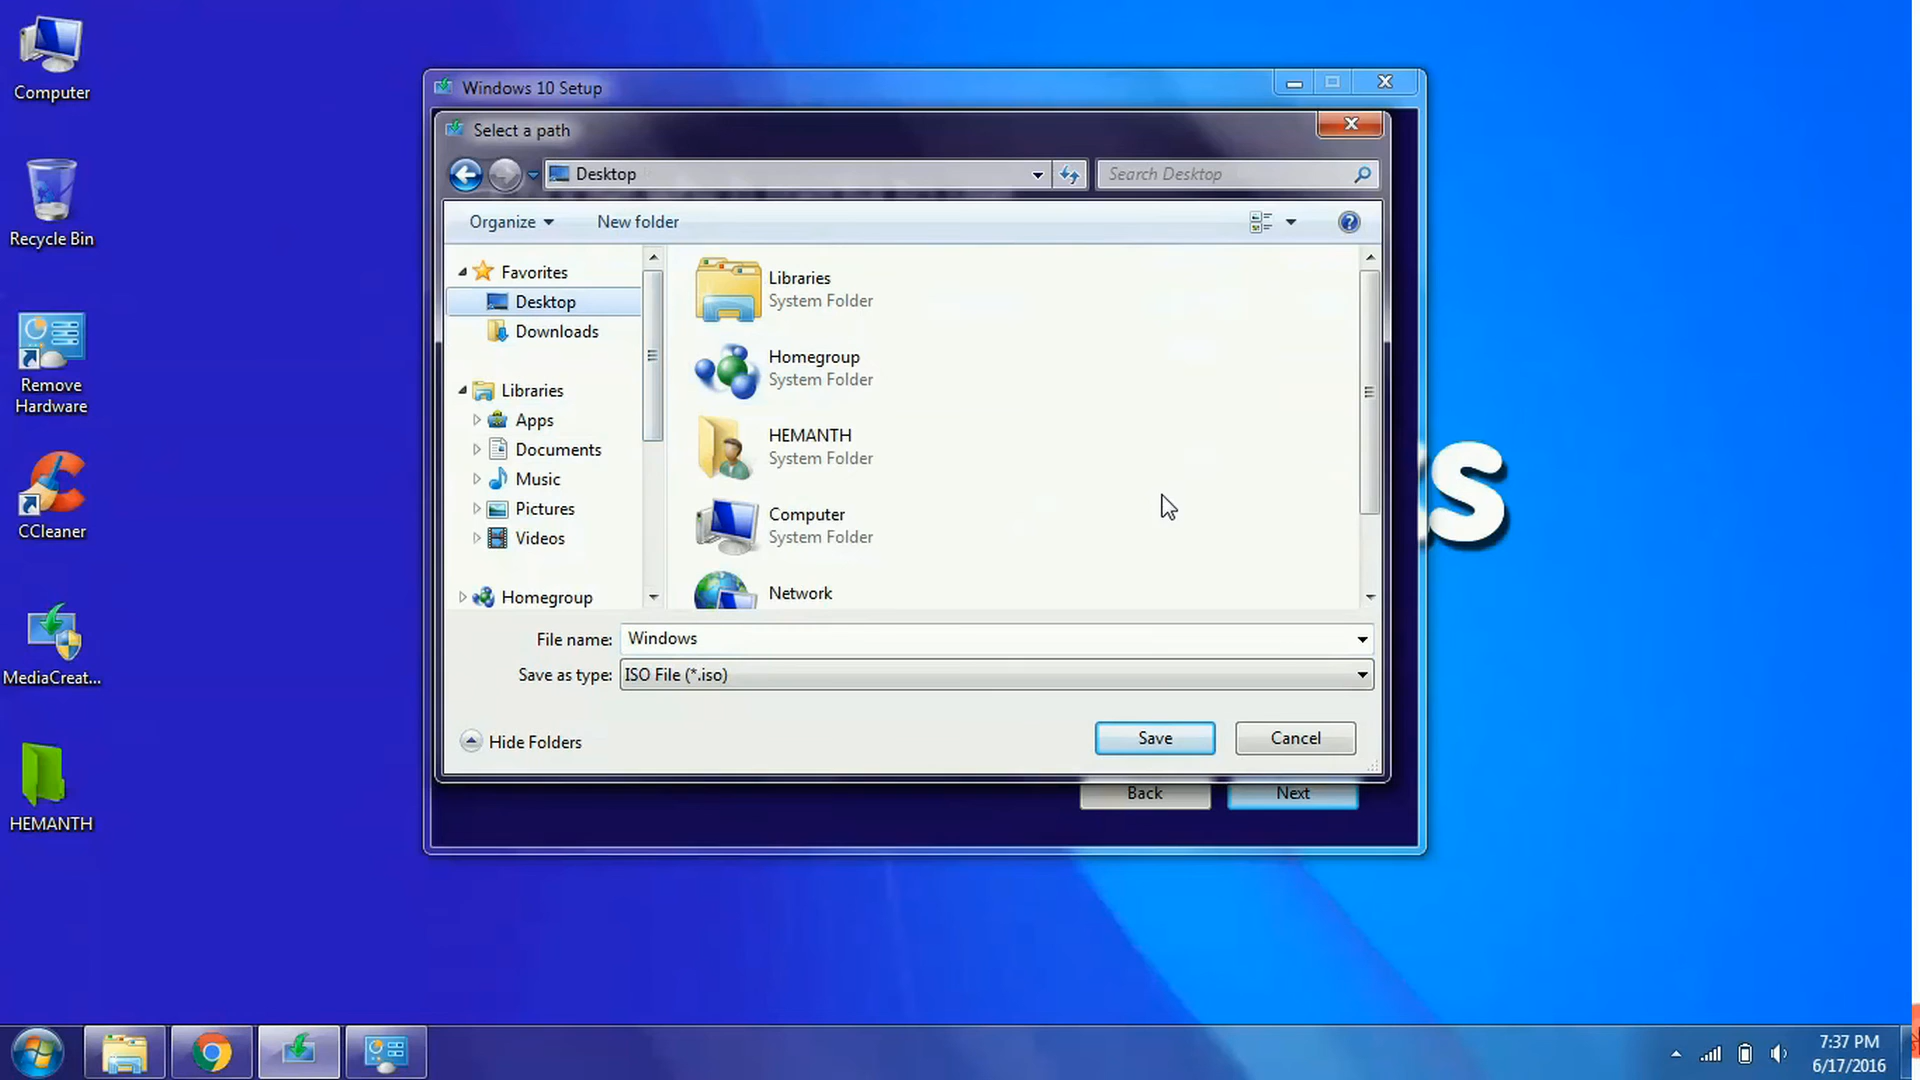 Computer
Recycle Bin
Remove
Hardware
CCleaner
MediaCreat...
HEMANTH
Windows 10 Setup
Select a path
Desktop
Search Desktop
Organize
New folder
Favorites
Desktop
Downloads
Libraries
Apps
Documents
Music
Pictures
Videos
Homegroup
Libraries
System Folder
Homegroup
System Folder
HEMANTH
System Folder
Computer
System Folder
Network
File name: Windows
Save as type: ISO File (*.iso)
Hide Folders
Save
Cancel
Back
Next
7:37 PM
6/17/2016